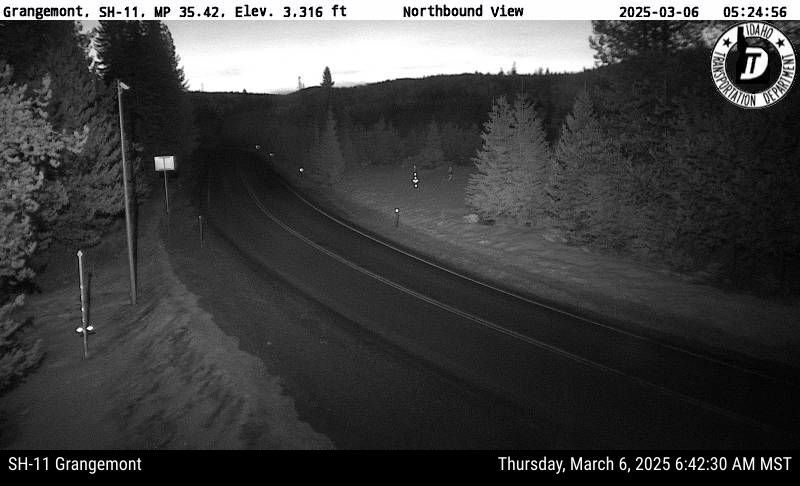 Grangemont, SH-11, MP 35.42, Elev. 3,316 ft Northbound View 2025-03-06 05:24:56
IDAHO
TRANSPORTATION DEPARTMENT
SH-11 Grangemont Thursday, March 6, 2025 6:42:30 AM MST